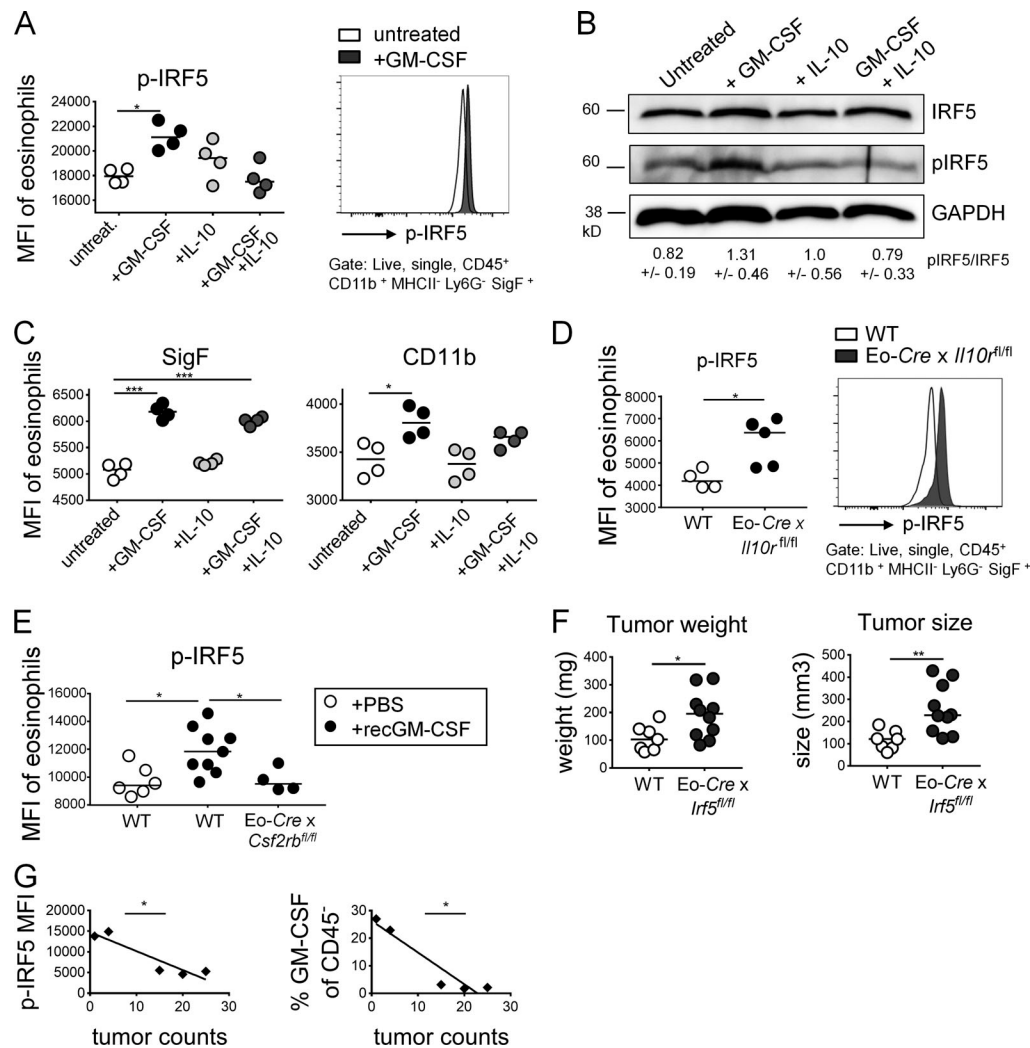 A
p-IRF5
MFI of eosinophils
24000
22000
20000
18000
16000
*
untreat.
+GM-CSF
+IL-10
+GM-CSF
+IL-10
untreated
+GM-CSF
p-IRF5
Gate: Live, single, CD45⁺
CD11b ⁺ MHCII⁻ Ly6G⁻ SigF ⁺
B
Untreated
+ GM-CSF
+ IL-10
GM-CSF
+ IL-10
60
IRF5
60
pIRF5
38
kD
GAPDH
0.82 1.31 1.0 0.79
+/- 0.19 +/- 0.46 +/- 0.56 +/- 0.33
pIRF5/IRF5
C
SigF
MFI of eosinophils
6500
6000
5500
5000
4500
***
***
untreated
+GM-CSF
+IL-10
+GM-CSF
+IL-10
CD11b
4000
3500
3000
*
untreated
+GM-CSF
+IL-10
+GM-CSF
+IL-10
D
p-IRF5
MFI of eosinophils
8000
7000
6000
5000
4000
3000
*
WT
Eo-Cre x
Il10r fl/fl
WT
Eo-Cre x Il10r fl/fl
p-IRF5
Gate: Live, single, CD45⁺
CD11b ⁺ MHCII⁻ Ly6G⁻ SigF ⁺
E
p-IRF5
MFI of eosinophils
16000
14000
12000
10000
8000
* *
WT
WT
Eo-Cre x
Csf2rb fl/fl
+PBS
+recGM-CSF
F
Tumor weight
weight (mg)
400
300
200
100
0
*
WT
Eo-Cre x
Irf5 fl/fl
Tumor size
size (mm3)
500
400
300
200
100
0
**
WT
Eo-Cre x
Irf5 fl/fl
G
p-IRF5 MFI
20000
15000
10000
5000
0
*
0 10 20 30
tumor counts
% GM-CSF
of CD45⁻
30
20
10
0
*
0 10 20 30
tumor counts